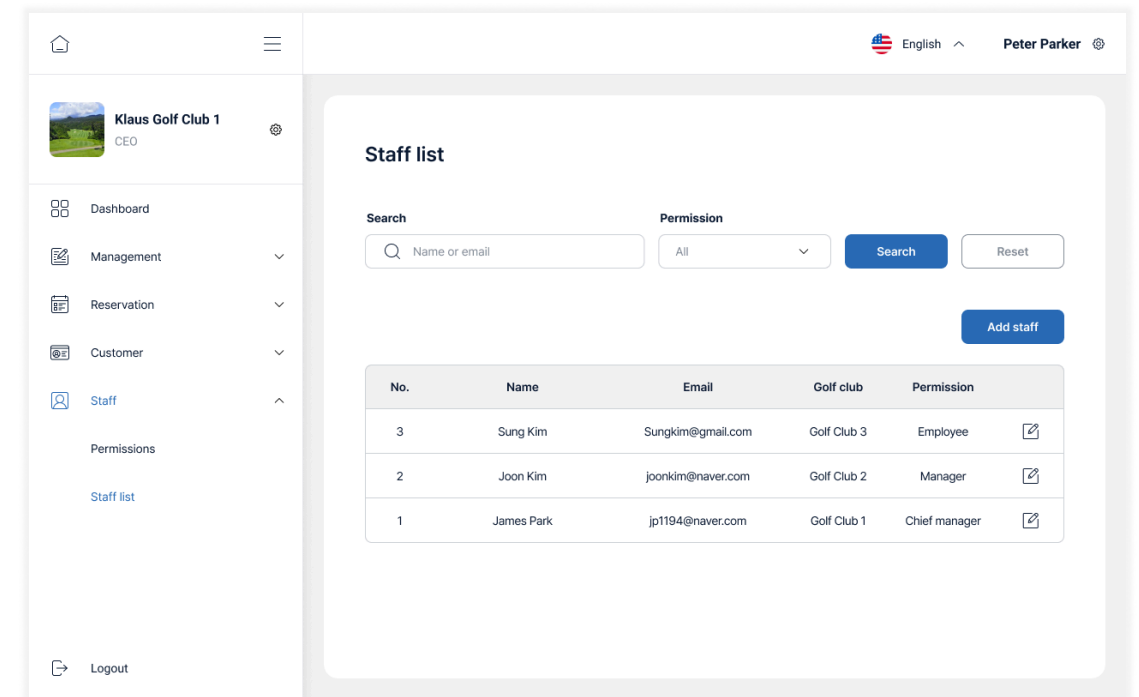 English
Peter Parker
Klaus Golf Club 1
CEO
Dashboard
Management
Reservation
Customer
Staff
Permissions
Staff list
Logout
Staff list
Search Permission
Name or email All Search Reset
Add staff
No. Name Email Golf club Permission
3 Sung Kim Sungkim@gmail.com Golf Club 3 Employee
2 Joon Kim joonkim@naver.com Golf Club 2 Manager
1 James Park jp1194@naver.com Golf Club 1 Chief manager